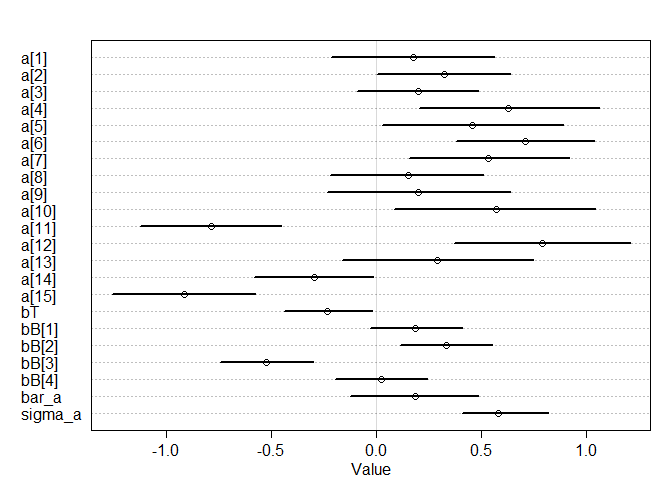 a[1]
a[2]
a[3]
a[4]
a[5]
a[6]
a[7]
a[8]
a[9]
a[10]
a[11]
a[12]
a[13]
a[14]
a[15]
bT
bB[1]
bB[2]
bB[3]
bB[4]
bar_a
sigma_a
-1.0 -0.5 0.0 0.5 1.0
Value